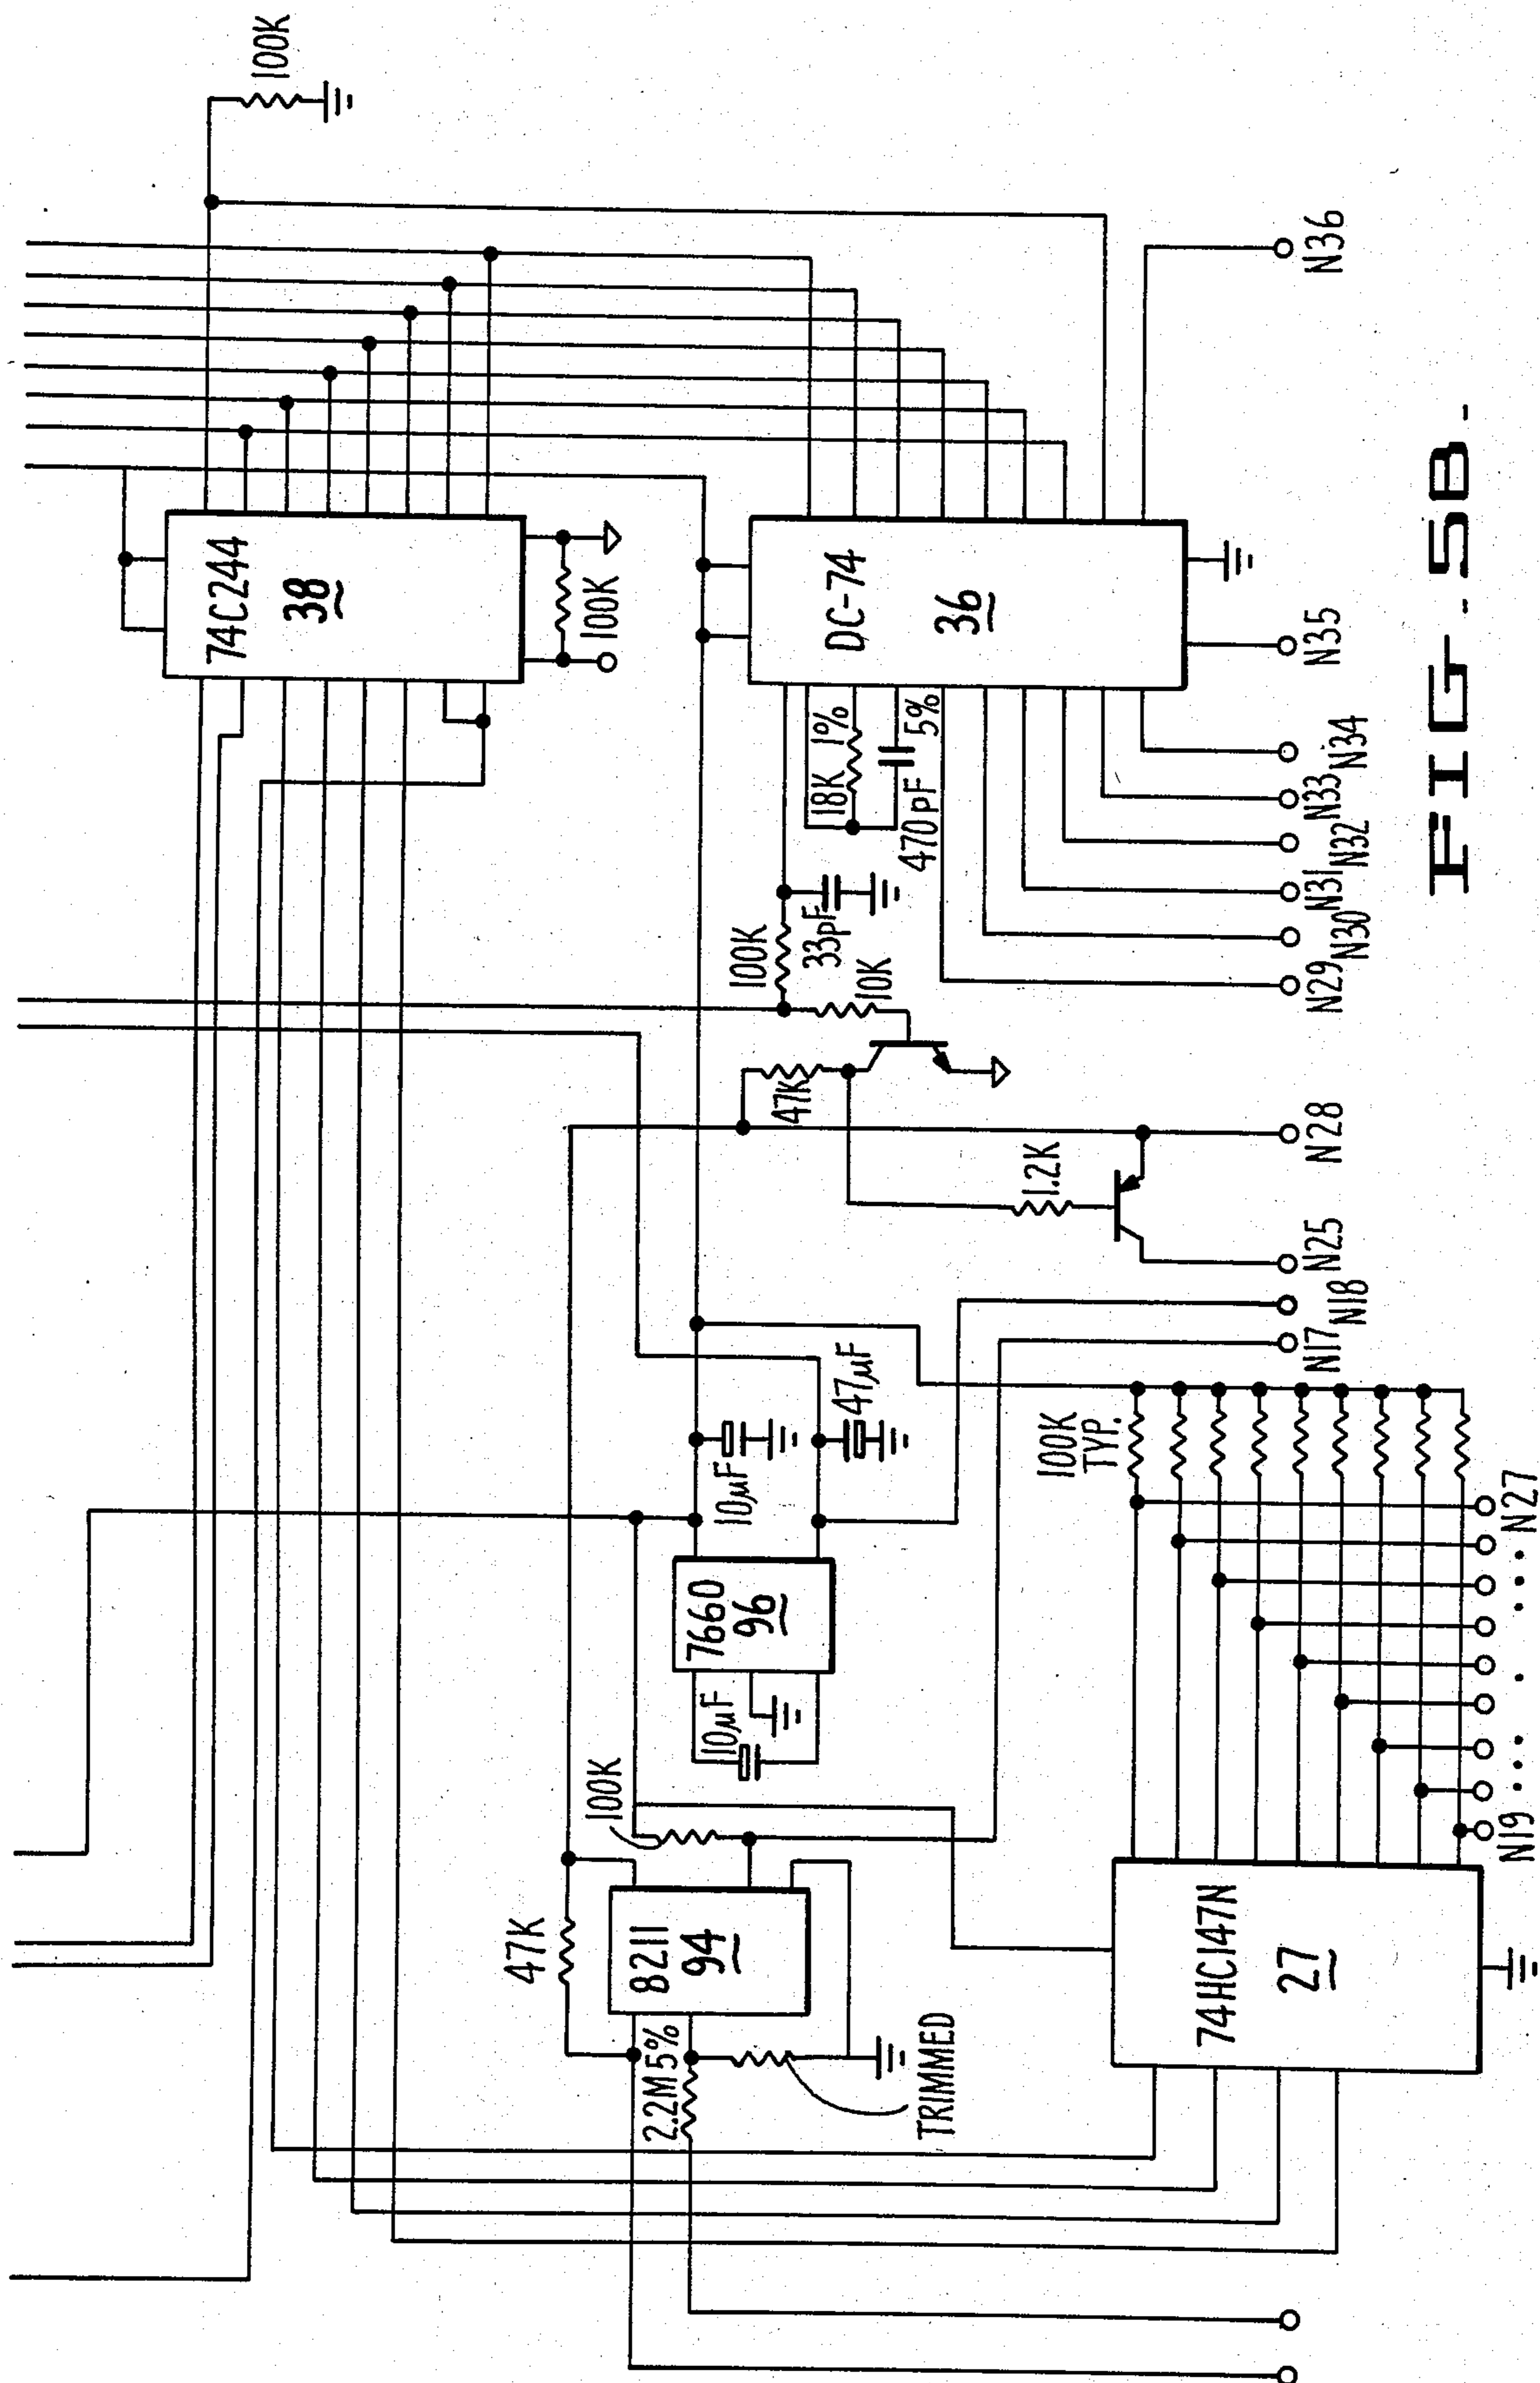 100K
74C244
38
100K
DC-74
36
18K 1%
470pF
5%
100K
33pF
10K
47K
1.2K
N36
N35
N34
N33
N32
N31
N30
N29
N28
N25
N18
N17
47µF
10µF
7660
96
10µF
100K
100K
TYP.
N27
N19
47K
8211
94
2.2M 5%
TRIMMED
74HC147N
27
FIG. 5B.